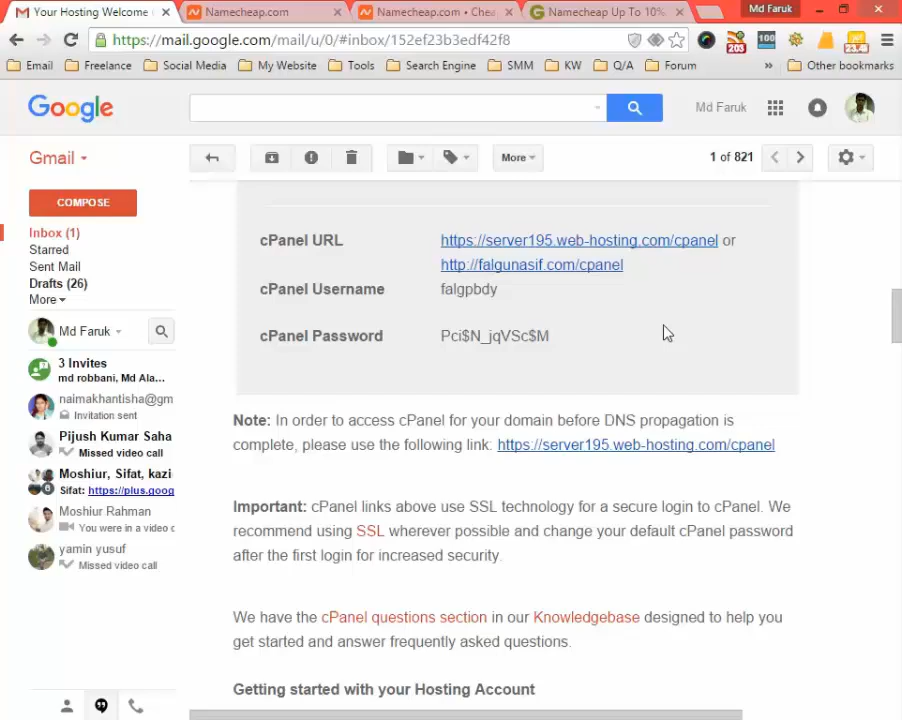 Your Hosting Welcome
Namecheap.com
Namecheap.com • Chea
Namecheap Up To 10%
Md Faruk
https://mail.google.com/mail/u/0/#inbox/152ef23b3edf42f8
203
100
Email
Freelance
Social Media
My Website
Tools
Search Engine
SMM
KW
Q/A
Forum
»
Other bookmarks
Google
Md Faruk
Gmail
More
1 of 821
COMPOSE
Inbox (1)
Starred
Sent Mail
Drafts (26)
More
Md Faruk
3 Invites
md robbani, Md Ala...
naimakhantisha@gm
Invitation sent
Pijush Kumar Saha
Missed video call
Moshiur, Sifat, kazi
Sifat: https://plus.goog
Moshiur Rahman
You were in a video c
yamin yusuf
Missed video call
cPanel URL
https://server195.web-hosting.com/cpanel or
http://falgunasif.com/cpanel
cPanel Username
falgpbdy
cPanel Password
Pci$N_jqVSc$M
Note: In order to access cPanel for your domain before DNS propagation is
complete, please use the following link: https://server195.web-hosting.com/cpanel
Important: cPanel links above use SSL technology for a secure login to cPanel. We
recommend using SSL wherever possible and change your default cPanel password
after the first login for increased security.
We have the cPanel questions section in our Knowledgebase designed to help you
get started and answer frequently asked questions.
Getting started with your Hosting Account